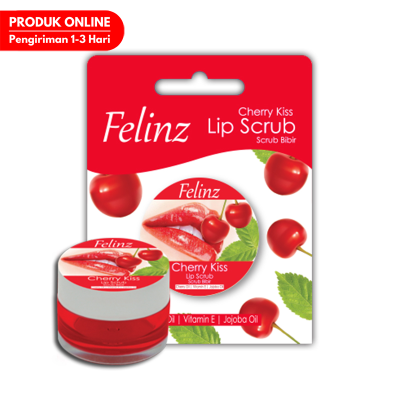 PRODUK ONLINE
Pengiriman 1-3 Hari
Felinz
Cherry Kiss
Lip Scrub
Scrub Bibir
Felinz
Cherry Kiss
Lip Scrub
Scrub Bibir
Oil | Vitamin E | Jojoba Oil
Felinz
Cherry Kiss
Lip Scrub